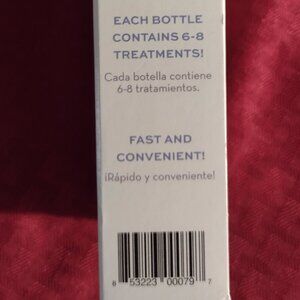 EACH BOTTLE
CONTAINS 6-8
TREATMENTS!
Cada botella contiene
6-8 tratamientos.
FAST AND
CONVENIENT!
¡Rápido y conveniente!
8 53223 00079 7